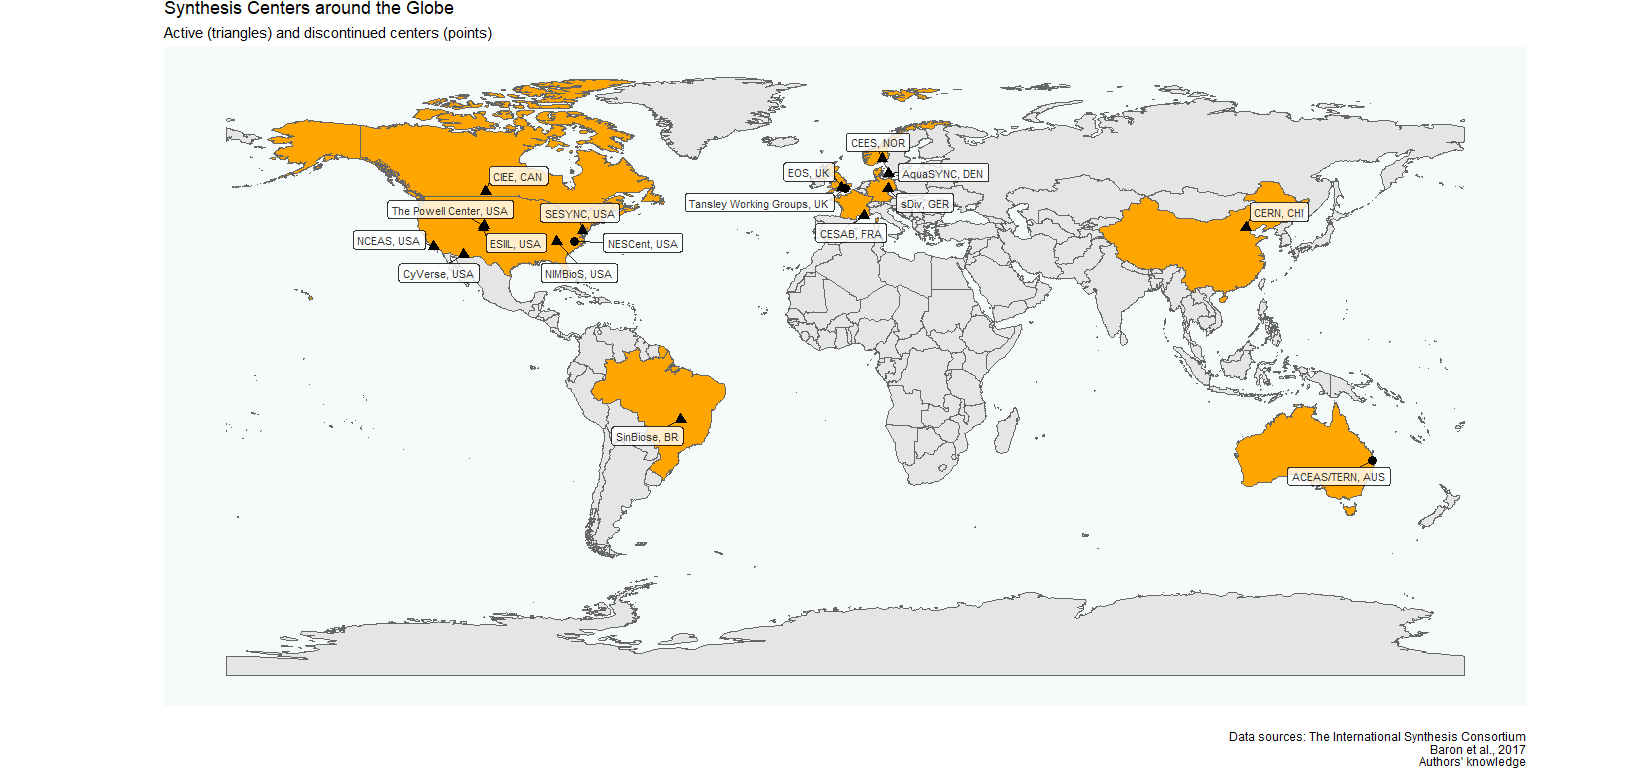 Synthesis Centers around the Globe
Active (triangles) and discontinued centers (points)
CEES, NOR
EOS, UK
AquaSYNC, DEN
CIEE, CAN
Tansley Working Groups, UK
sDiv, GER
The Powell Center, USA
SESYNC, USA
CERN, CHI
CESAB, FRA
NCEAS, USA
ESIIL, USA
NESCent, USA
CyVerse, USA
NIMBioS, USA
SinBiose, BR
ACEAS/TERN, AUS
Data sources: The International Synthesis Consortium
Baron et al., 2017
Authors' knowledge